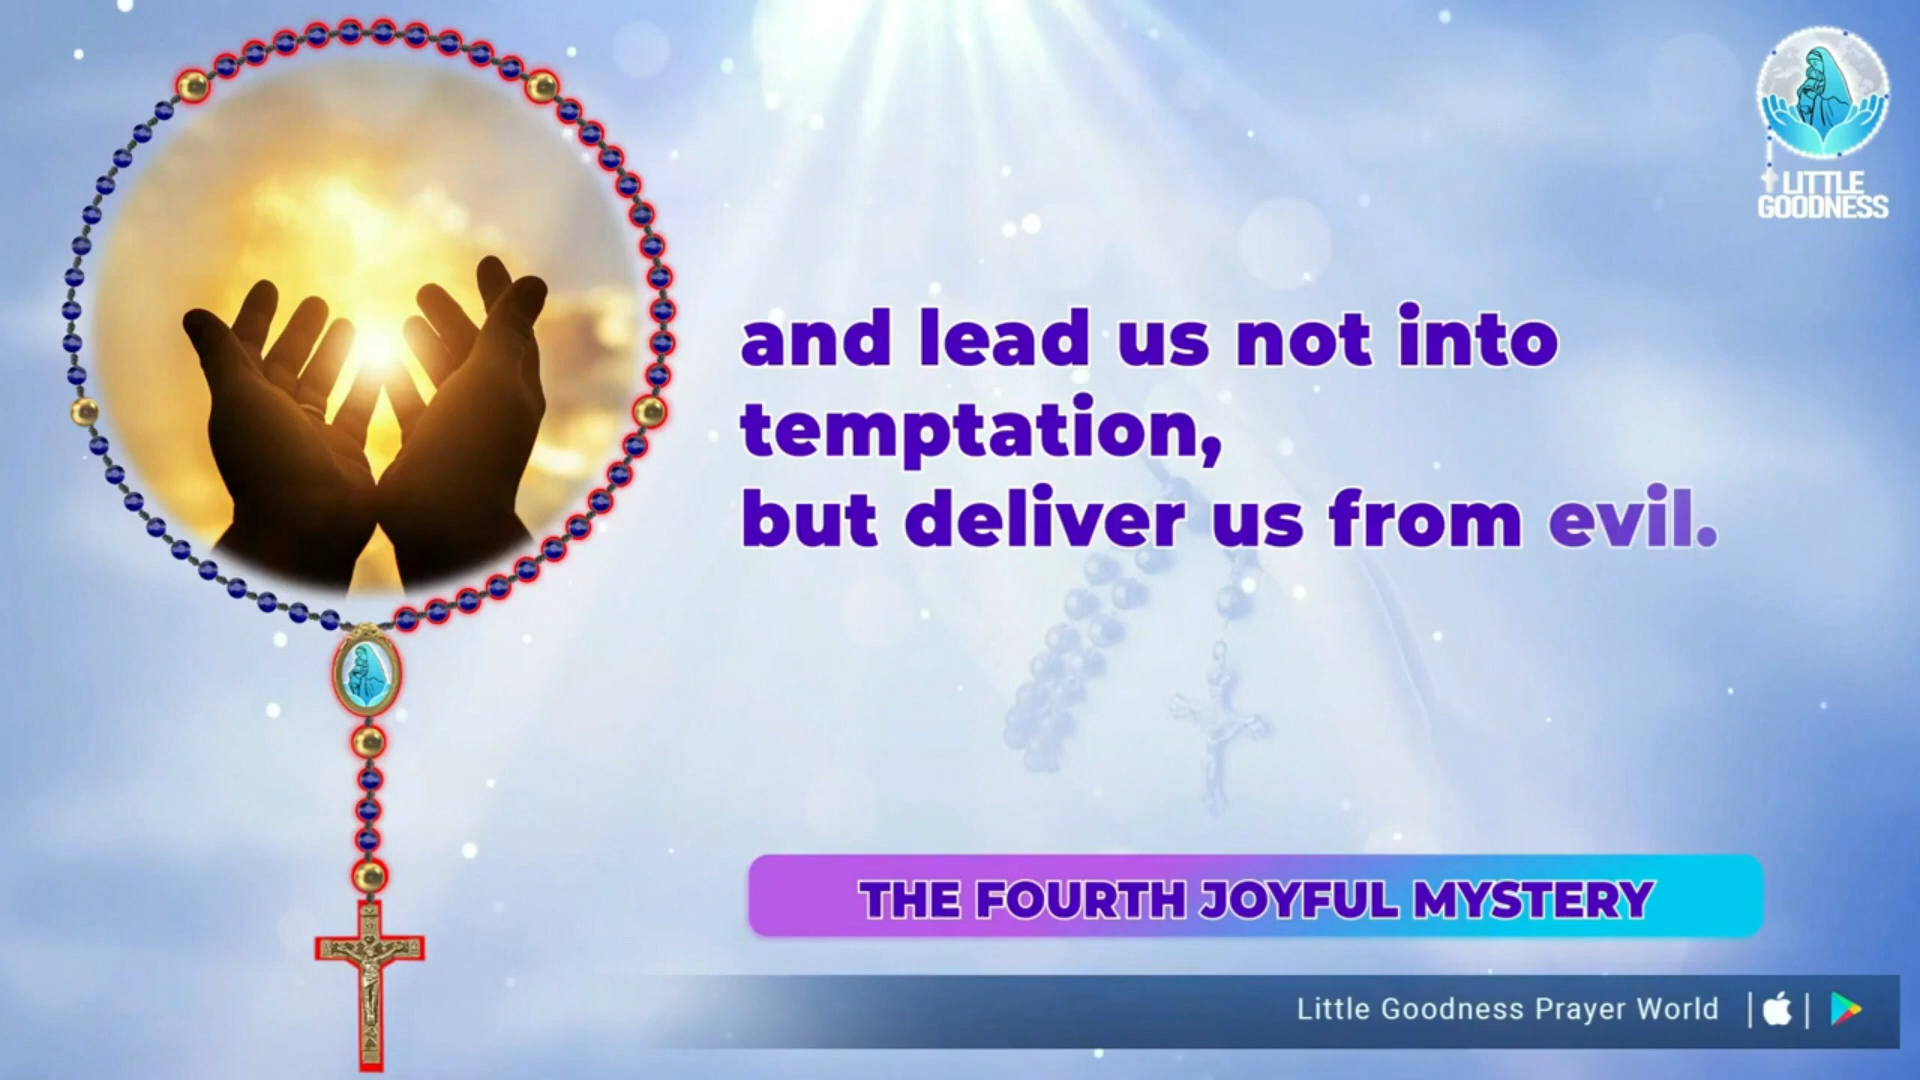 LITTLE
GOODNESS
and lead us not into
temptation,
but deliver us from evil.
THE FOURTH JOYFUL MYSTERY
Little Goodness Prayer World